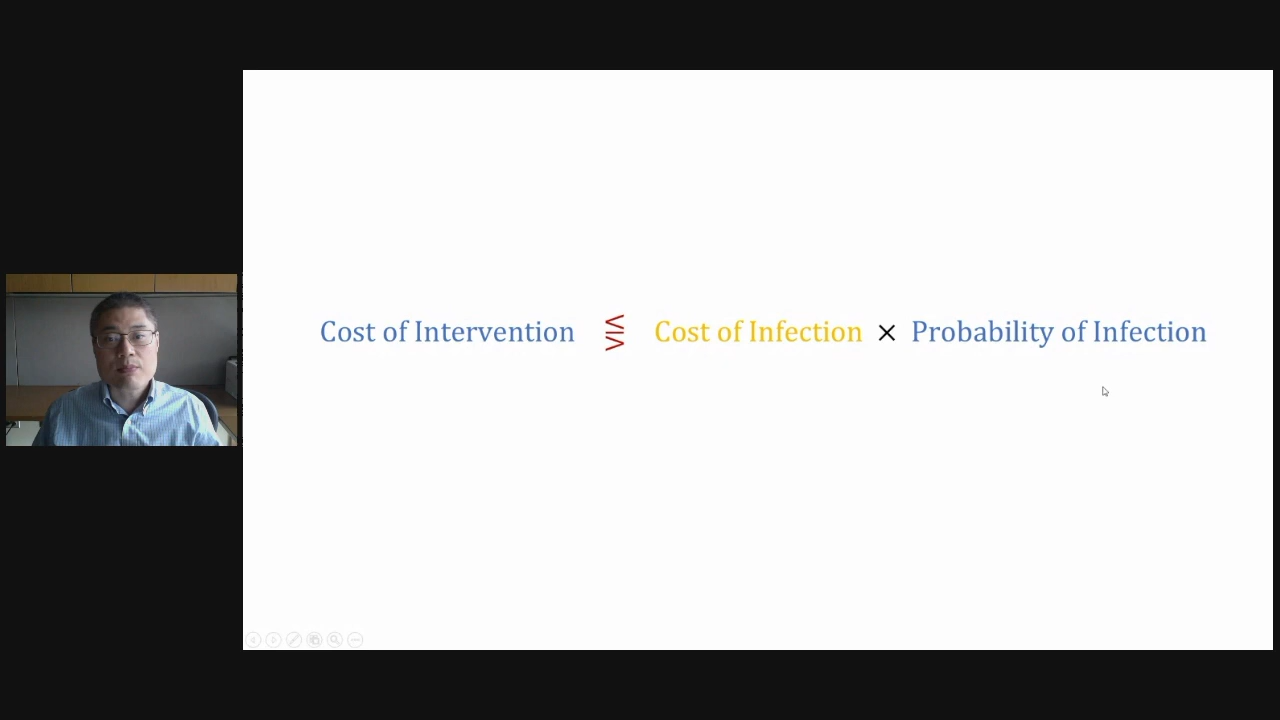 Cost of Intervention ⋚ Cost of Infection × Probability of Infection